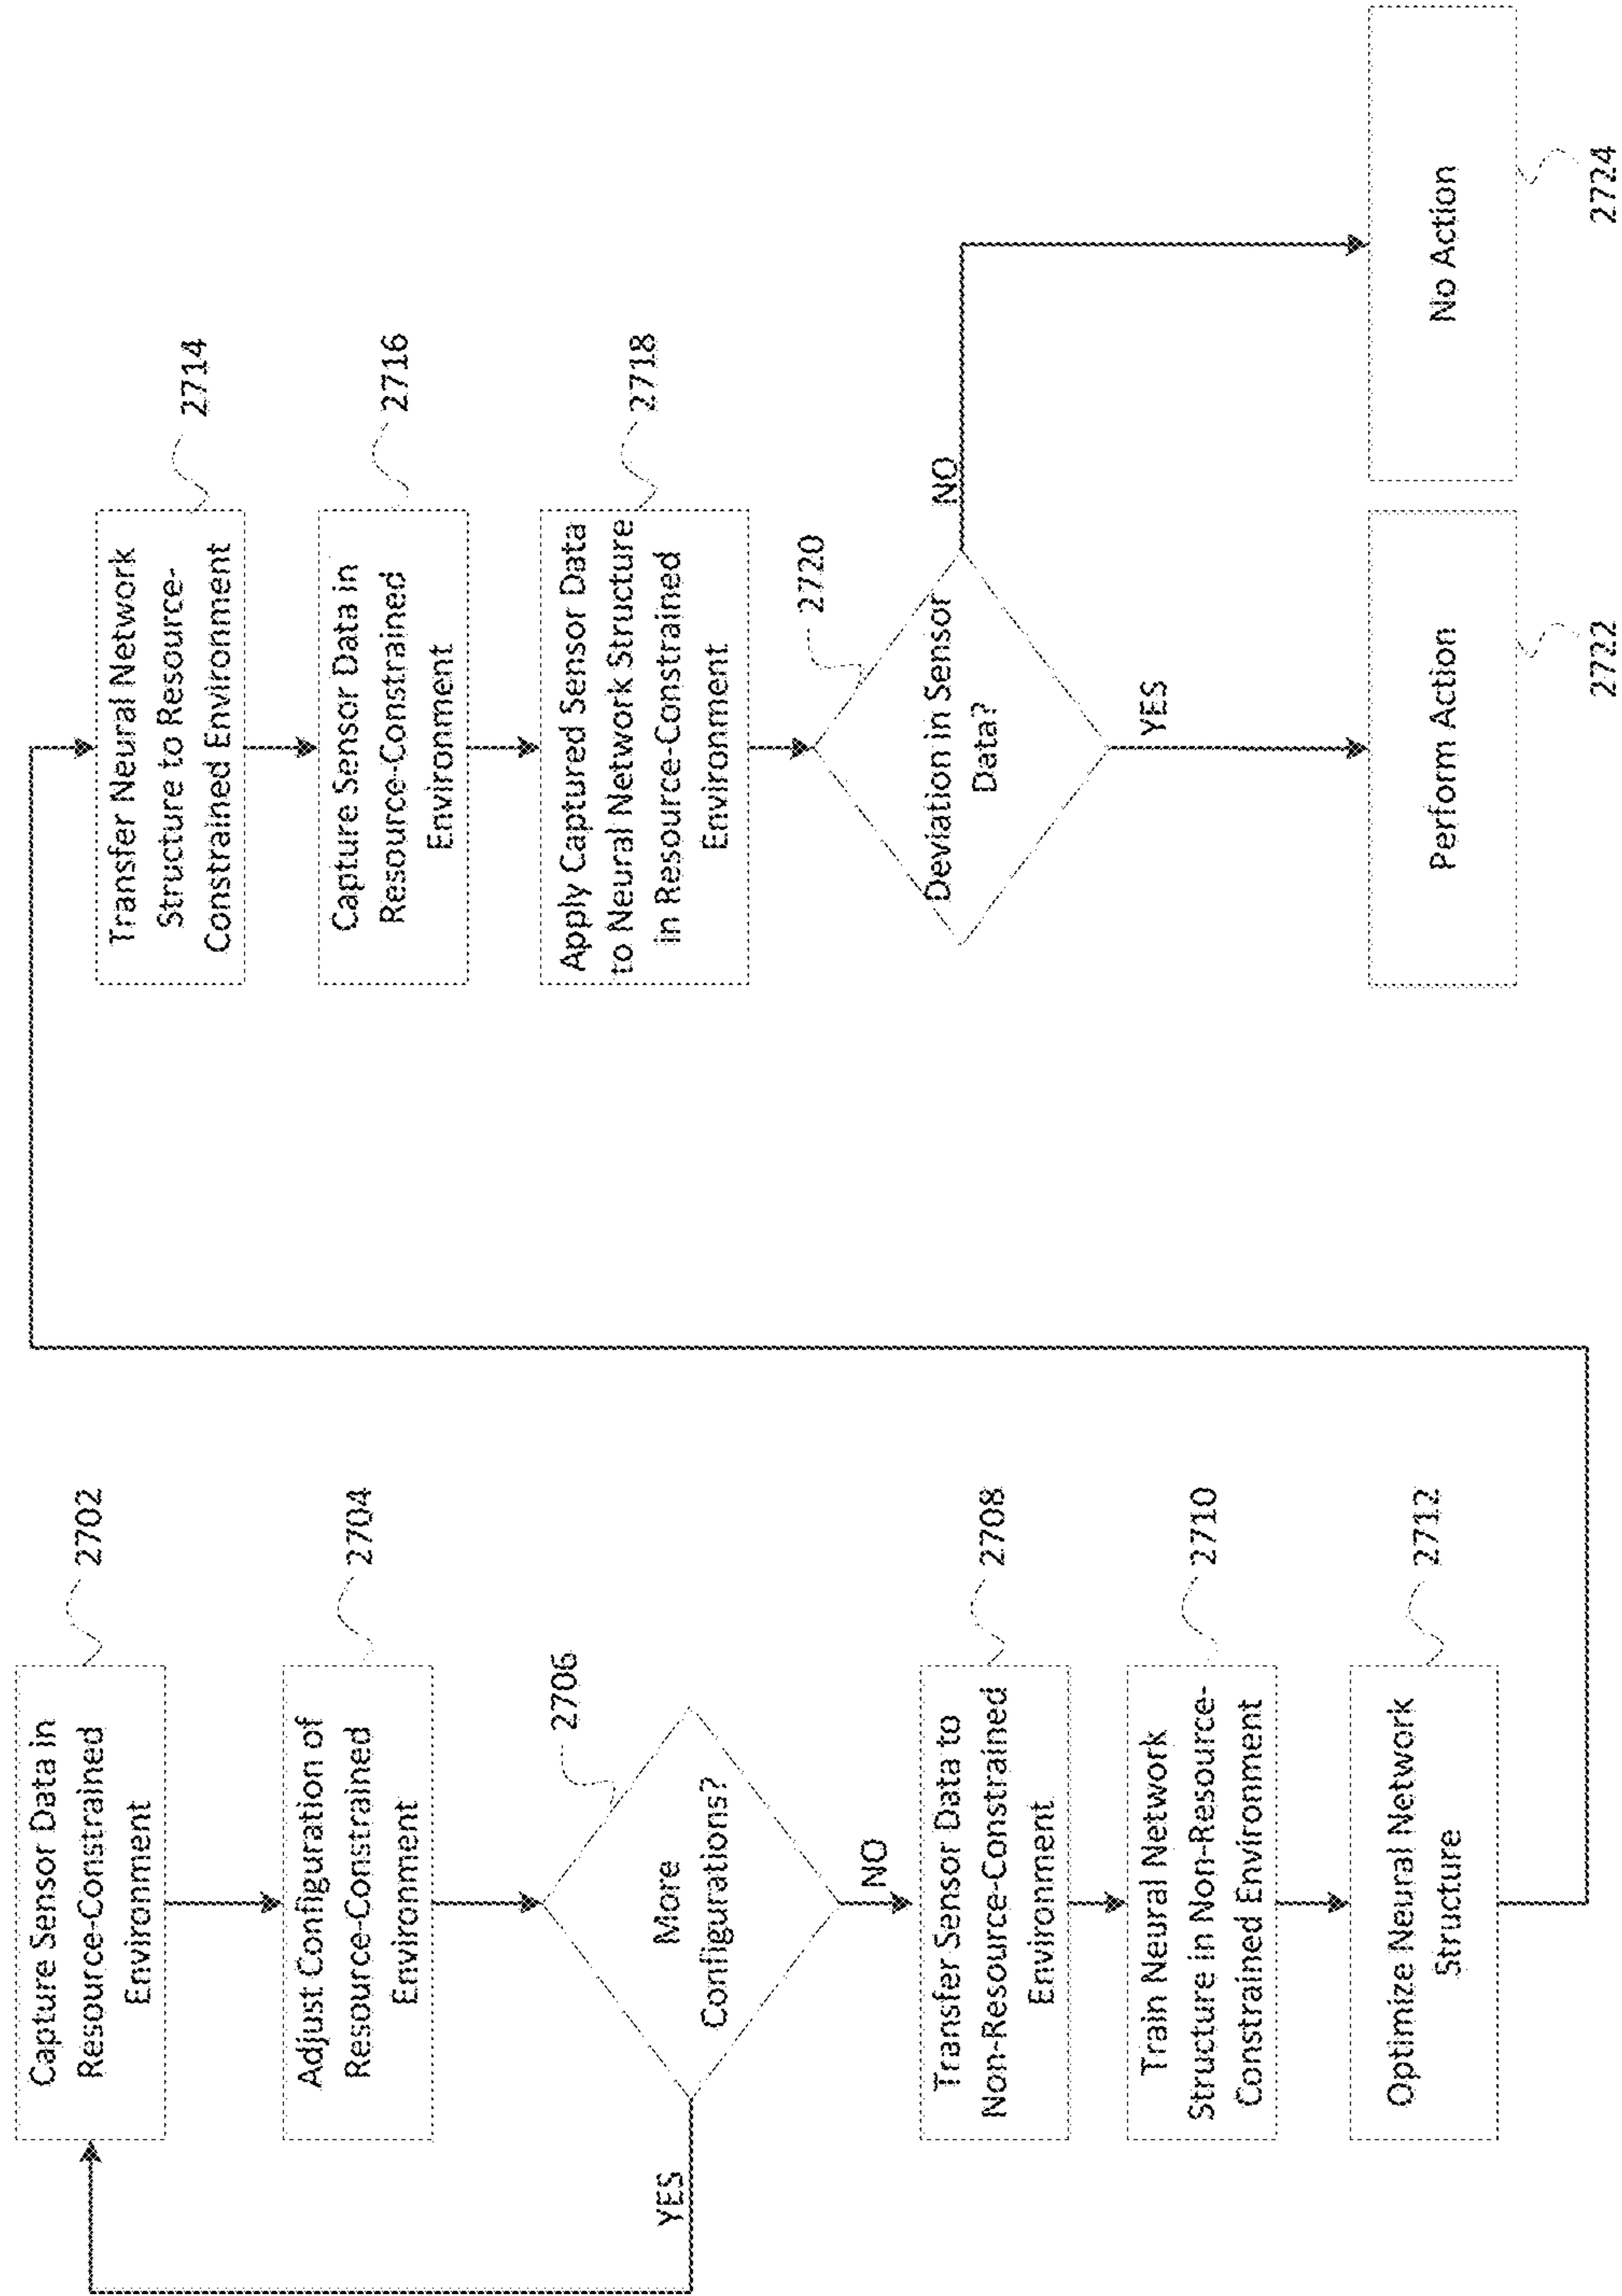 Capture Sensor Data in
Resource-Constrained
Environment
2702
Adjust Configuration of
Resource-Constrained
Environment
2704
More
Configurations?
2706
YES
NO
Transfer Sensor Data to
Non-Resource-Constrained
Environment
2708
Train Neural Network
Structure in Non-Resource-
Constrained Environment
2710
Optimize Neural Network
Structure
2712
Transfer Neural Network
Structure to Resource-
Constrained Environment
2714
Capture Sensor Data in
Resource-Constrained
Environment
2716
Apply Captured Sensor Data
to Neural Network Structure
in Resource-Constrained
Environment
2718
Deviation in Sensor
Data?
2720
NO
YES
Perform Action
2722
No Action
2724